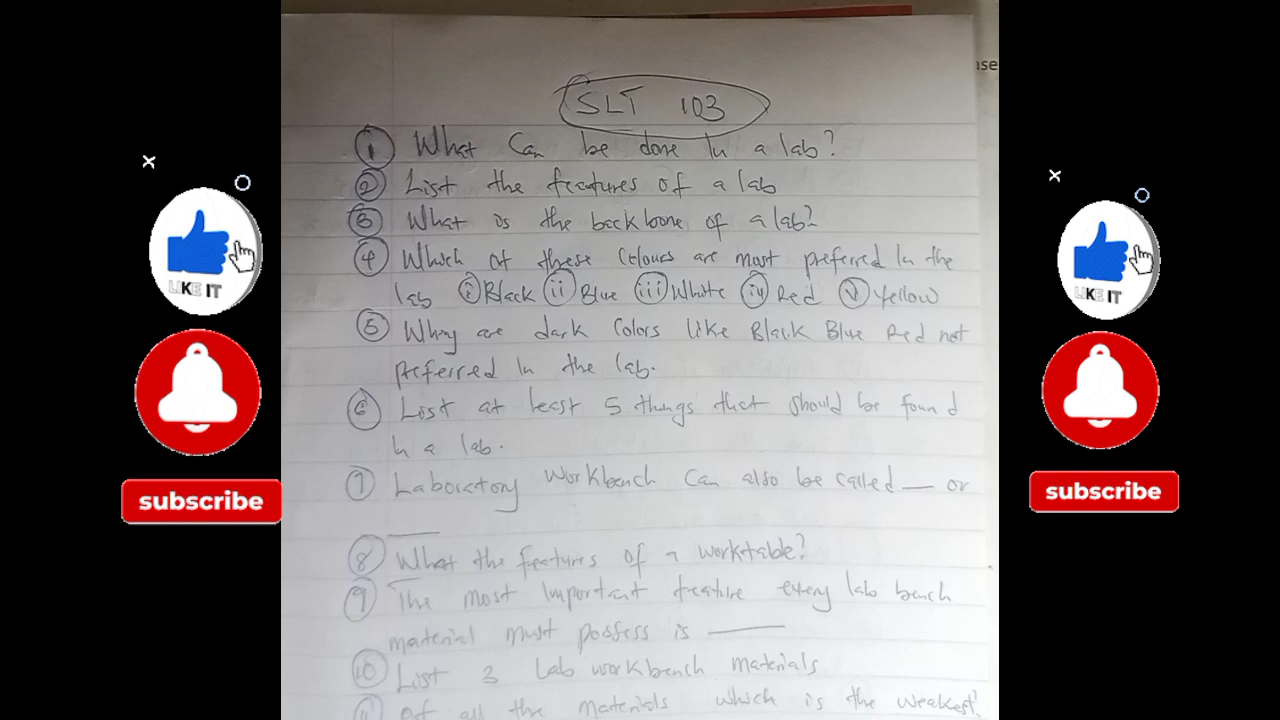 SLT 103
① What Can be done In a lab?
② List the features of a lab
③ What is the backbone of a lab?
④ Which of these Colours are most preferred In the
lab ⓘ Black ⓘⓘ Blue ⓘⓘⓘ White ⓘⓥ Red ⓥ Yellow
⑤ Whny are dark Colors like Black Blue Red not
preferred In the lab.
⑥ List at least 5 things that should be found
In a lab.
⑦ Laboratory Workbench Can also be called — or
—
⑧ What the features of a worktable?
⑨ The most Important feature every lab bench
material must possess is —
⑩ List 3 Lab workbench materials
⑪ Of all the materials which is the weakest?
LIKE IT
subscribe
LIKE IT
subscribe
ase